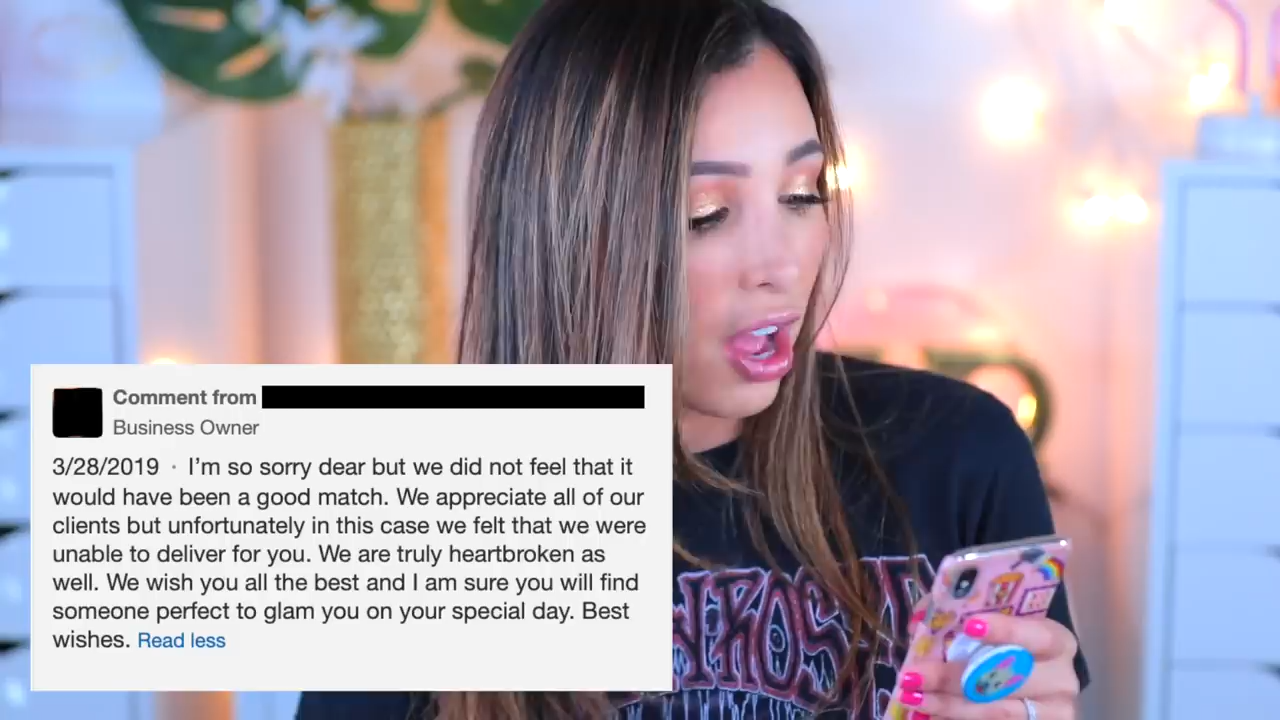 Comment from
Business Owner
3/28/2019 · I'm so sorry dear but we did not feel that it
would have been a good match. We appreciate all of our
clients but unfortunately in this case we felt that we were
unable to deliver for you. We are truly heartbroken as
well. We wish you all the best and I am sure you will find
someone perfect to glam you on your special day. Best
wishes. Read less